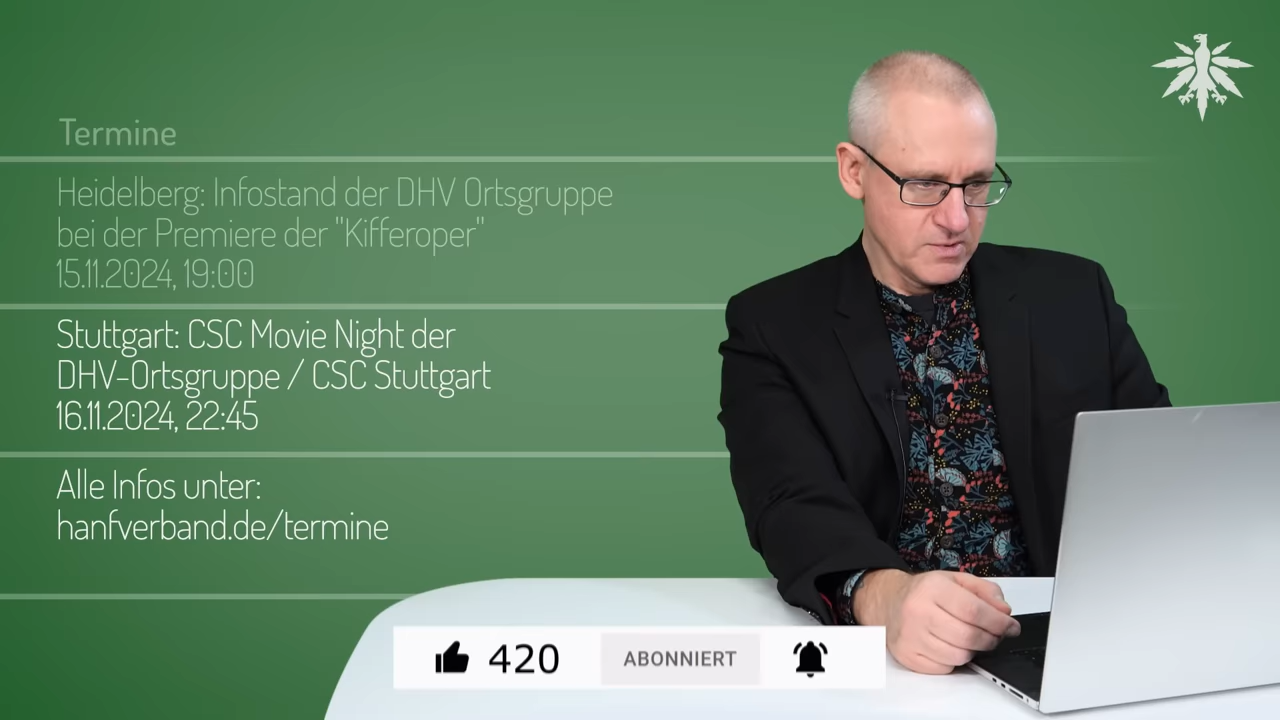 Termine
Heidelberg: Infostand der DHV Ortsgruppe
bei der Premiere der "Kifferoper"
15.11.2024, 19:00
Stuttgart: CSC Movie Night der
DHV-Ortsgruppe / CSC Stuttgart
16.11.2024, 22:45
Alle Infos unter:
hanfverband.de/termine
420 ABONNIERT